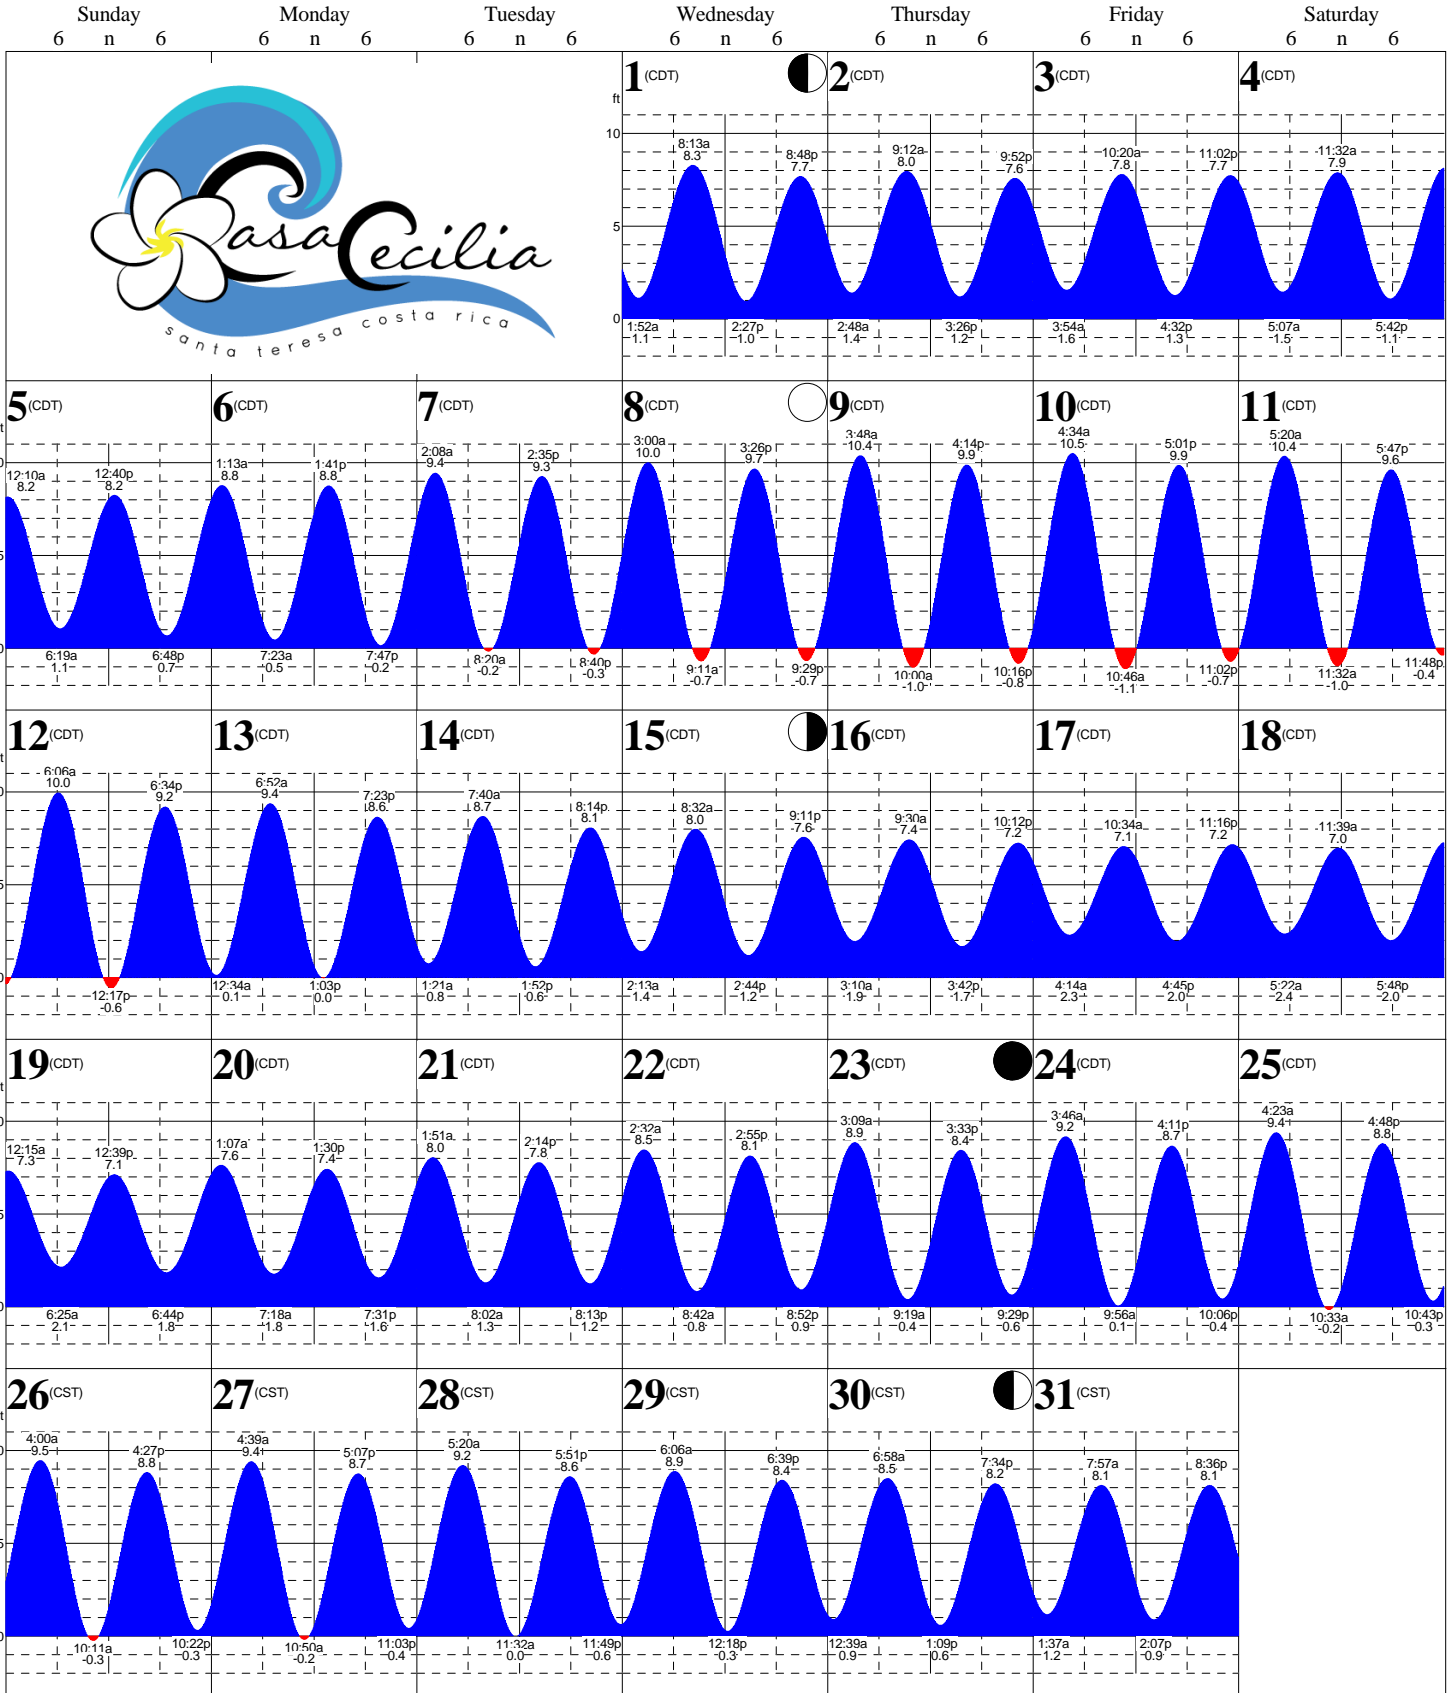 Sunday Monday Tuesday Wednesday Thursday Friday Saturday
6 n 6 6 n 6 6 n 6 6 n 6 6 n 6 6 n 6 6 n 6
Casa Cecilia
santa teresa costa rica
1 (CDT) 2 (CDT) 3 (CDT) 4 (CDT)
ft
10
5
0
8:13a 8:48p 9:12a 9:52p 10:20a 11:02p 11:32a
8.3 7.7 8.0 7.6 7.8 7.7 7.9
1:52a 2:27p 2:48a 3:26p 3:54a 4:32p 5:07a 5:42p
1.1 1.0 1.4 1.2 1.6 1.3 1.5 1.1
5 (CDT) 6 (CDT) 7 (CDT) 8 (CDT) 9 (CDT) 10 (CDT) 11 (CDT)
12:10a 12:40p 1:13a 1:41p 2:08a 2:35p 3:00a 3:26p 3:48a 4:14p 4:34a 5:01p 5:20a 5:47p
8.2 8.2 8.8 8.8 9.4 9.3 10.0 9.7 10.4 9.9 10.5 9.9 10.4 9.6
6:19a 6:48p 7:23a 7:47p 8:20a 8:40p 9:11a 9:29p 10:00a 10:16p 10:46a 11:02p 11:32a 11:48p
1.1 0.7 0.5 0.2 -0.2 -0.3 -0.7 -0.7 -1.0 -0.8 -1.1 -0.7 -1.0 -0.4
12 (CDT) 13 (CDT) 14 (CDT) 15 (CDT) 16 (CDT) 17 (CDT) 18 (CDT)
6:06a 6:34p 6:52a 7:23p 7:40a 8:14p 8:32a 9:11p 9:30a 10:12p 10:34a 11:16p 11:39a
10.0 9.2 9.4 8.6 8.7 8.1 8.0 7.6 7.4 7.2 7.1 7.2 7.0
12:17p 12:34a 1:03p 1:21a 1:52p 2:13a 2:44p 3:10a 3:42p 4:14a 4:45p 5:22a 5:48p
-0.6 0.1 0.0 0.8 0.6 1.4 1.2 1.9 1.7 2.3 2.0 2.4 2.0
19 (CDT) 20 (CDT) 21 (CDT) 22 (CDT) 23 (CDT) 24 (CDT) 25 (CDT)
12:15a 12:39p 1:07a 1:30p 1:51a 2:14p 2:32a 2:55p 3:09a 3:33p 3:46a 4:11p 4:23a 4:48p
7.3 7.1 7.6 7.4 8.0 7.8 8.5 8.1 8.9 8.4 9.2 8.7 9.4 8.8
6:25a 6:44p 7:18a 7:31p 8:02a 8:13p 8:42a 8:52p 9:19a 9:29p 9:56a 10:06p 10:33a 10:43p
2.1 1.8 1.8 1.6 1.3 1.2 0.8 0.9 0.4 0.6 0.1 0.4 -0.2 0.3
26 (CST) 27 (CST) 28 (CST) 29 (CST) 30 (CST) 31 (CST)
4:00a 4:27p 4:39a 5:07p 5:20a 5:51p 6:06a 6:39p 6:58a 7:34p 7:57a 8:36p
9.5 8.8 9.4 8.7 9.2 8.6 8.9 8.4 8.5 8.2 8.1 8.1
10:11a 10:22p 10:50a 11:03p 11:32a 11:49p 12:18p 12:39a 1:09p 1:37a 2:07p
-0.3 0.3 -0.2 0.4 0.0 0.6 0.3 0.9 0.6 1.2 0.9